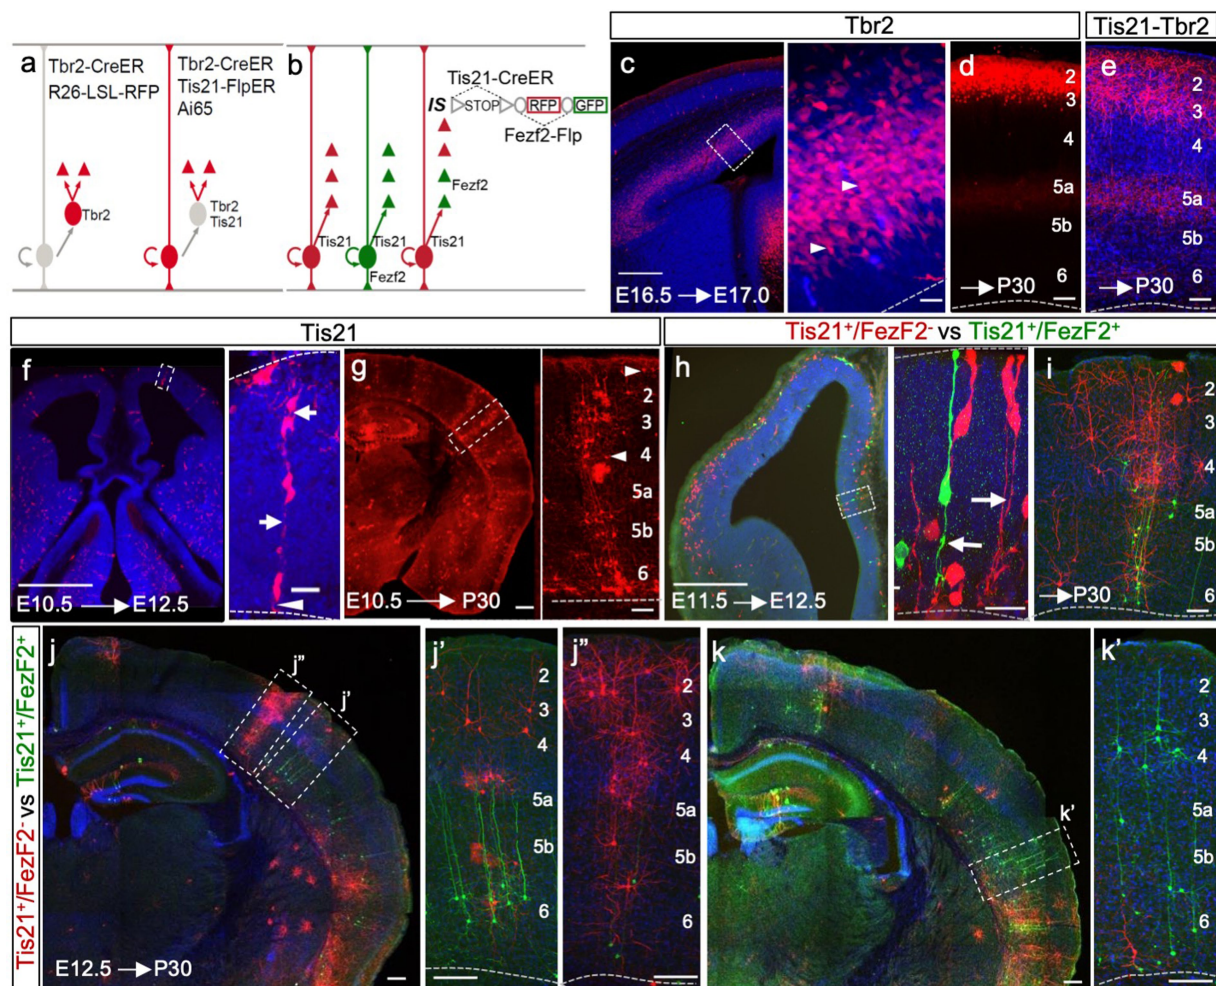 Tbr2
Tis21-Tbr2
a
Tbr2-CreER
R26-LSL-RFP
Tbr2-CreER
Tis21-FlpER
Ai65
Tbr2
Tbr2
Tis21
b
Tis21-CreER
IS
STOP
RFP
GFP
Fezf2-Flp
Fezf2
Tis21
Tis21
Tis21
Fezf2
c
E16.5
E17.0
d
2
3
4
5a
5b
6
P30
e
2
3
4
5a
5b
6
P30
Tis21
Tis21+/FezF2- vs Tis21+/FezF2+
f
E10.5
E12.5
g
E10.5
P30
2
3
4
5a
5b
6
h
E11.5
E12.5
i
2
3
4
5a
5b
6
P30
Tis21+/FezF2- vs Tis21+/FezF2+
j
j”
j’
E12.5
P30
j’
2
3
4
5a
5b
6
j”
2
3
4
5a
5b
6
k
k’
k’
2
4
5a
5b
6